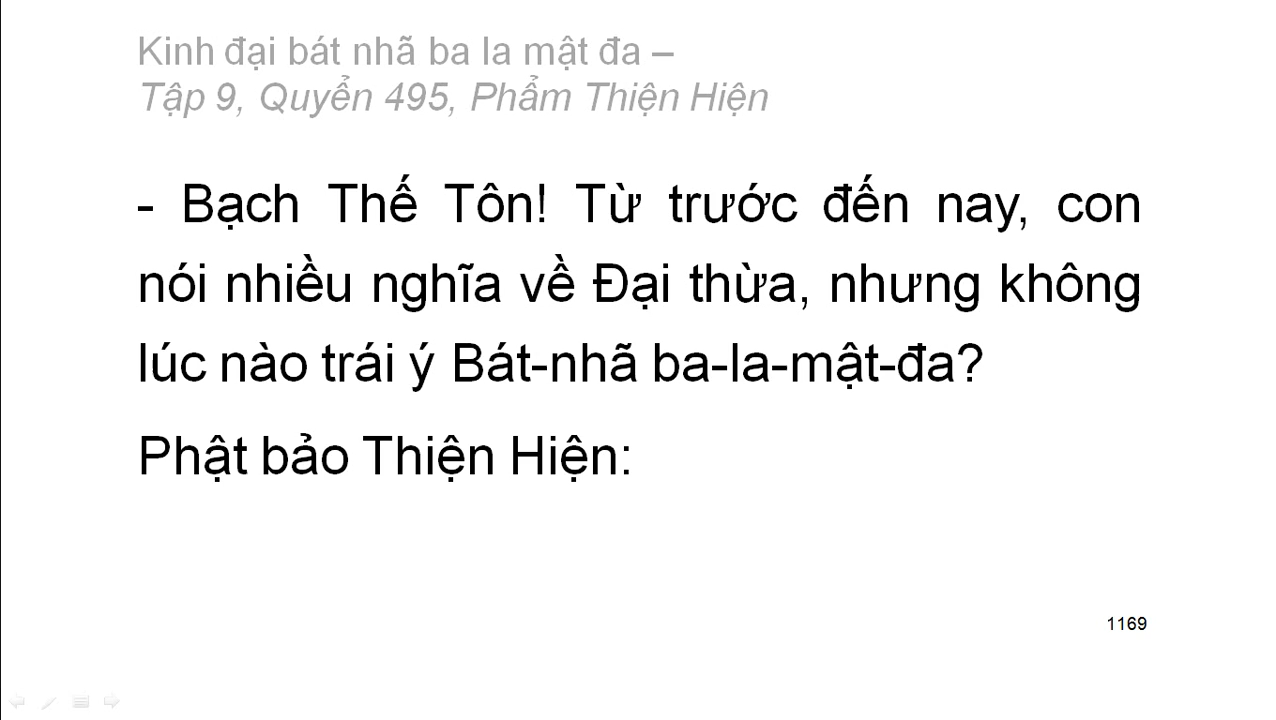 Kinh đại bát nhã ba la mật đa –
Tập 9, Quyển 495, Phẩm Thiện Hiện
- Bạch Thế Tôn! Từ trước đến nay, con
nói nhiều nghĩa về Đại thừa, nhưng không
lúc nào trái ý Bát-nhã ba-la-mật-đa?
Phật bảo Thiện Hiện:
1169